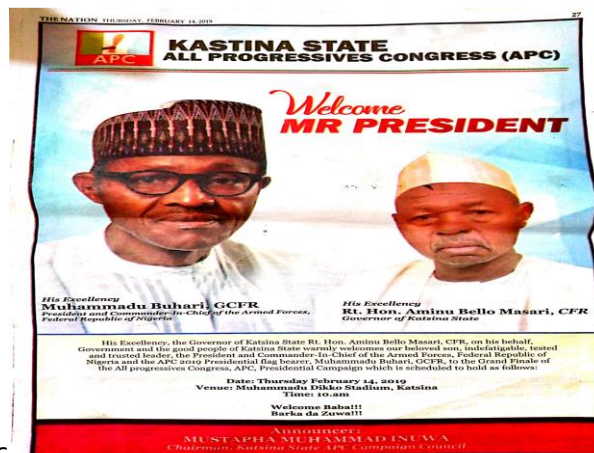 THE NATION THURSDAY, FEBRUARY 14, 2019
27
APC
KASTINA STATE
ALL PROGRESSIVES CONGRESS (APC)
Welcome
MR PRESIDENT
His Excellency
Muhammadu Buhari, GCFR
President and Commander-In-Chief of the Armed Forces,
Federal Republic of Nigeria
His Excellency
Rt. Hon. Aminu Bello Masari, CFR
Governor of Katsina State
His Excellency, the Governor of Katsina State Rt. Hon. Aminu Bello Masari, CFR, on his behalf,
Government and the good people of Katsina State warmly welcomes our beloved son, indefatigable, tested
and trusted leader, the President and Commander-In-Chief of the Armed Forces, Federal Republic of
Nigeria and the APC 2019 Presidential flag bearer, Muhammadu Buhari, GCFR, to the Grand Finale of
the All progressives Congress, APC, Presidential Campaign which is scheduled to hold as follows:
Date: Thursday February 14, 2019
Venue: Muhammadu Dikko Stadium, Katsina
Time: 10.am
Welcome Baba!!!
Barka da Zuwa!!!
Announcer:
MUSTAPHA MUHAMMAD INUWA
Chairman, Katsina State APC Campaign Council